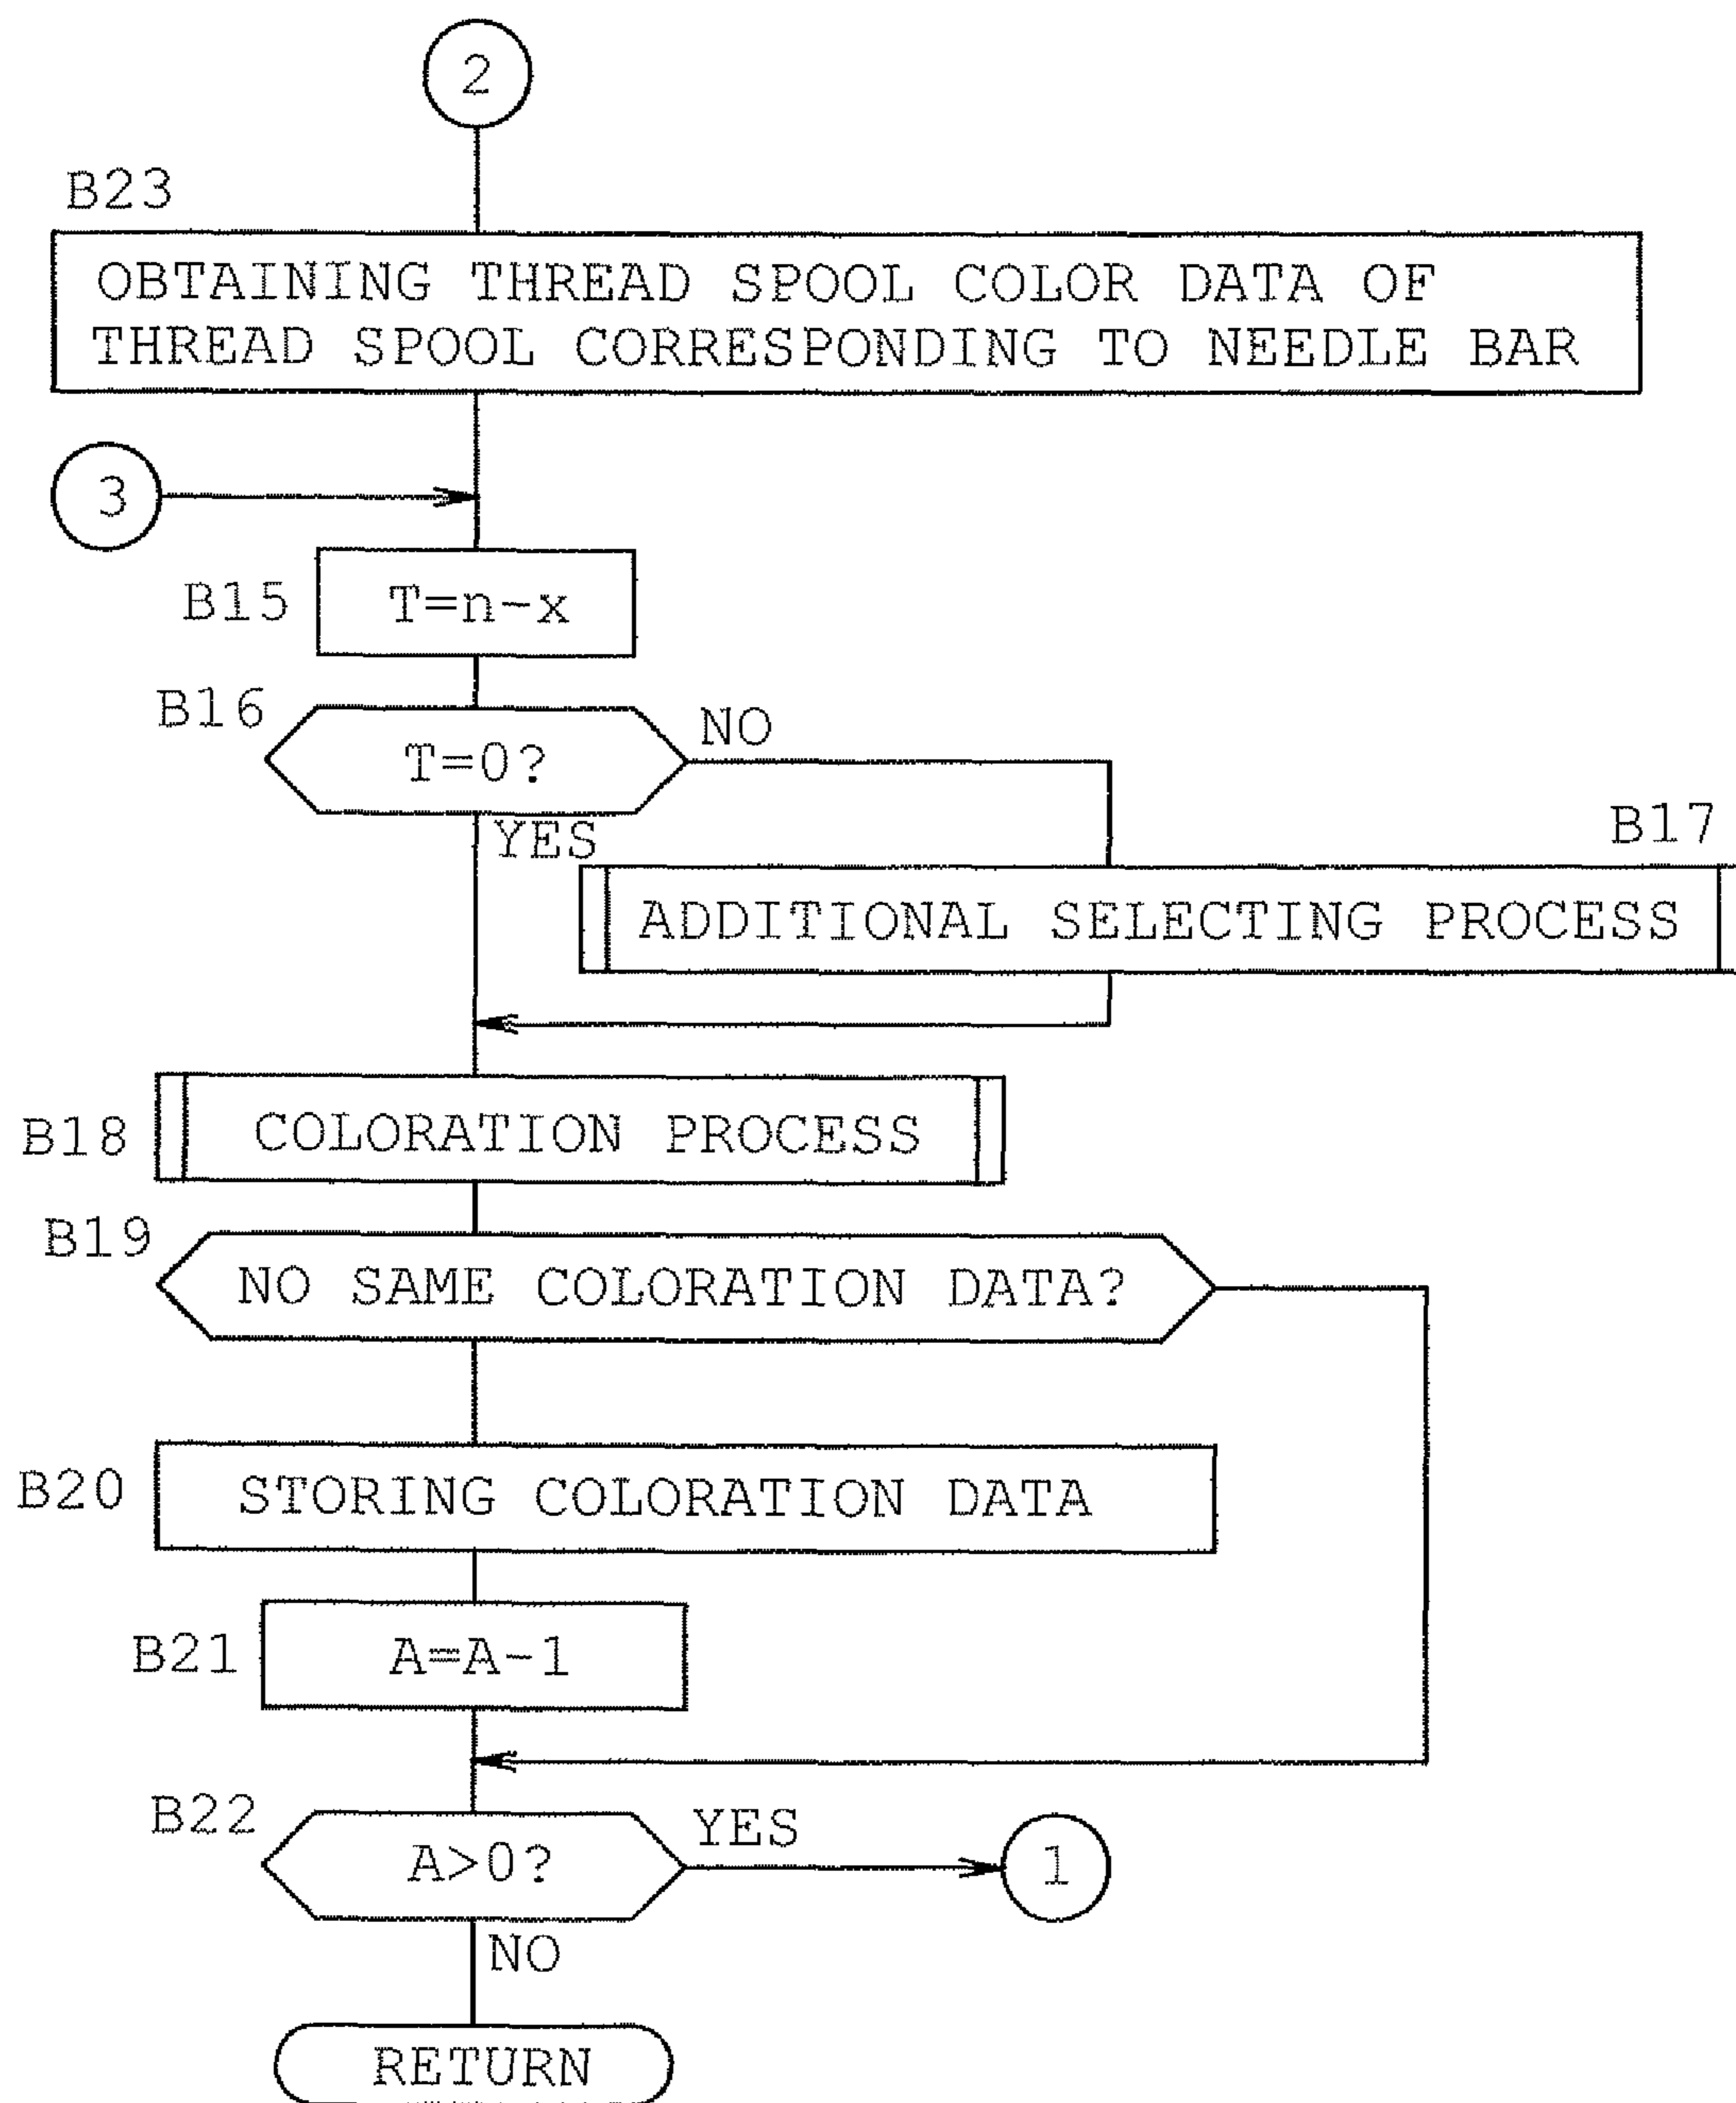 2
B23
OBTAINING THREAD SPOOL COLOR DATA OF
THREAD SPOOL CORRESPONDING TO NEEDLE BAR
3
B15
T=n-x
B16
T=0?
NO
YES
B17
ADDITIONAL SELECTING PROCESS
B18
COLORATION PROCESS
B19
NO SAME COLORATION DATA?
B20
STORING COLORATION DATA
B21
A=A-1
B22
A>0?
YES
1
NO
RETURN